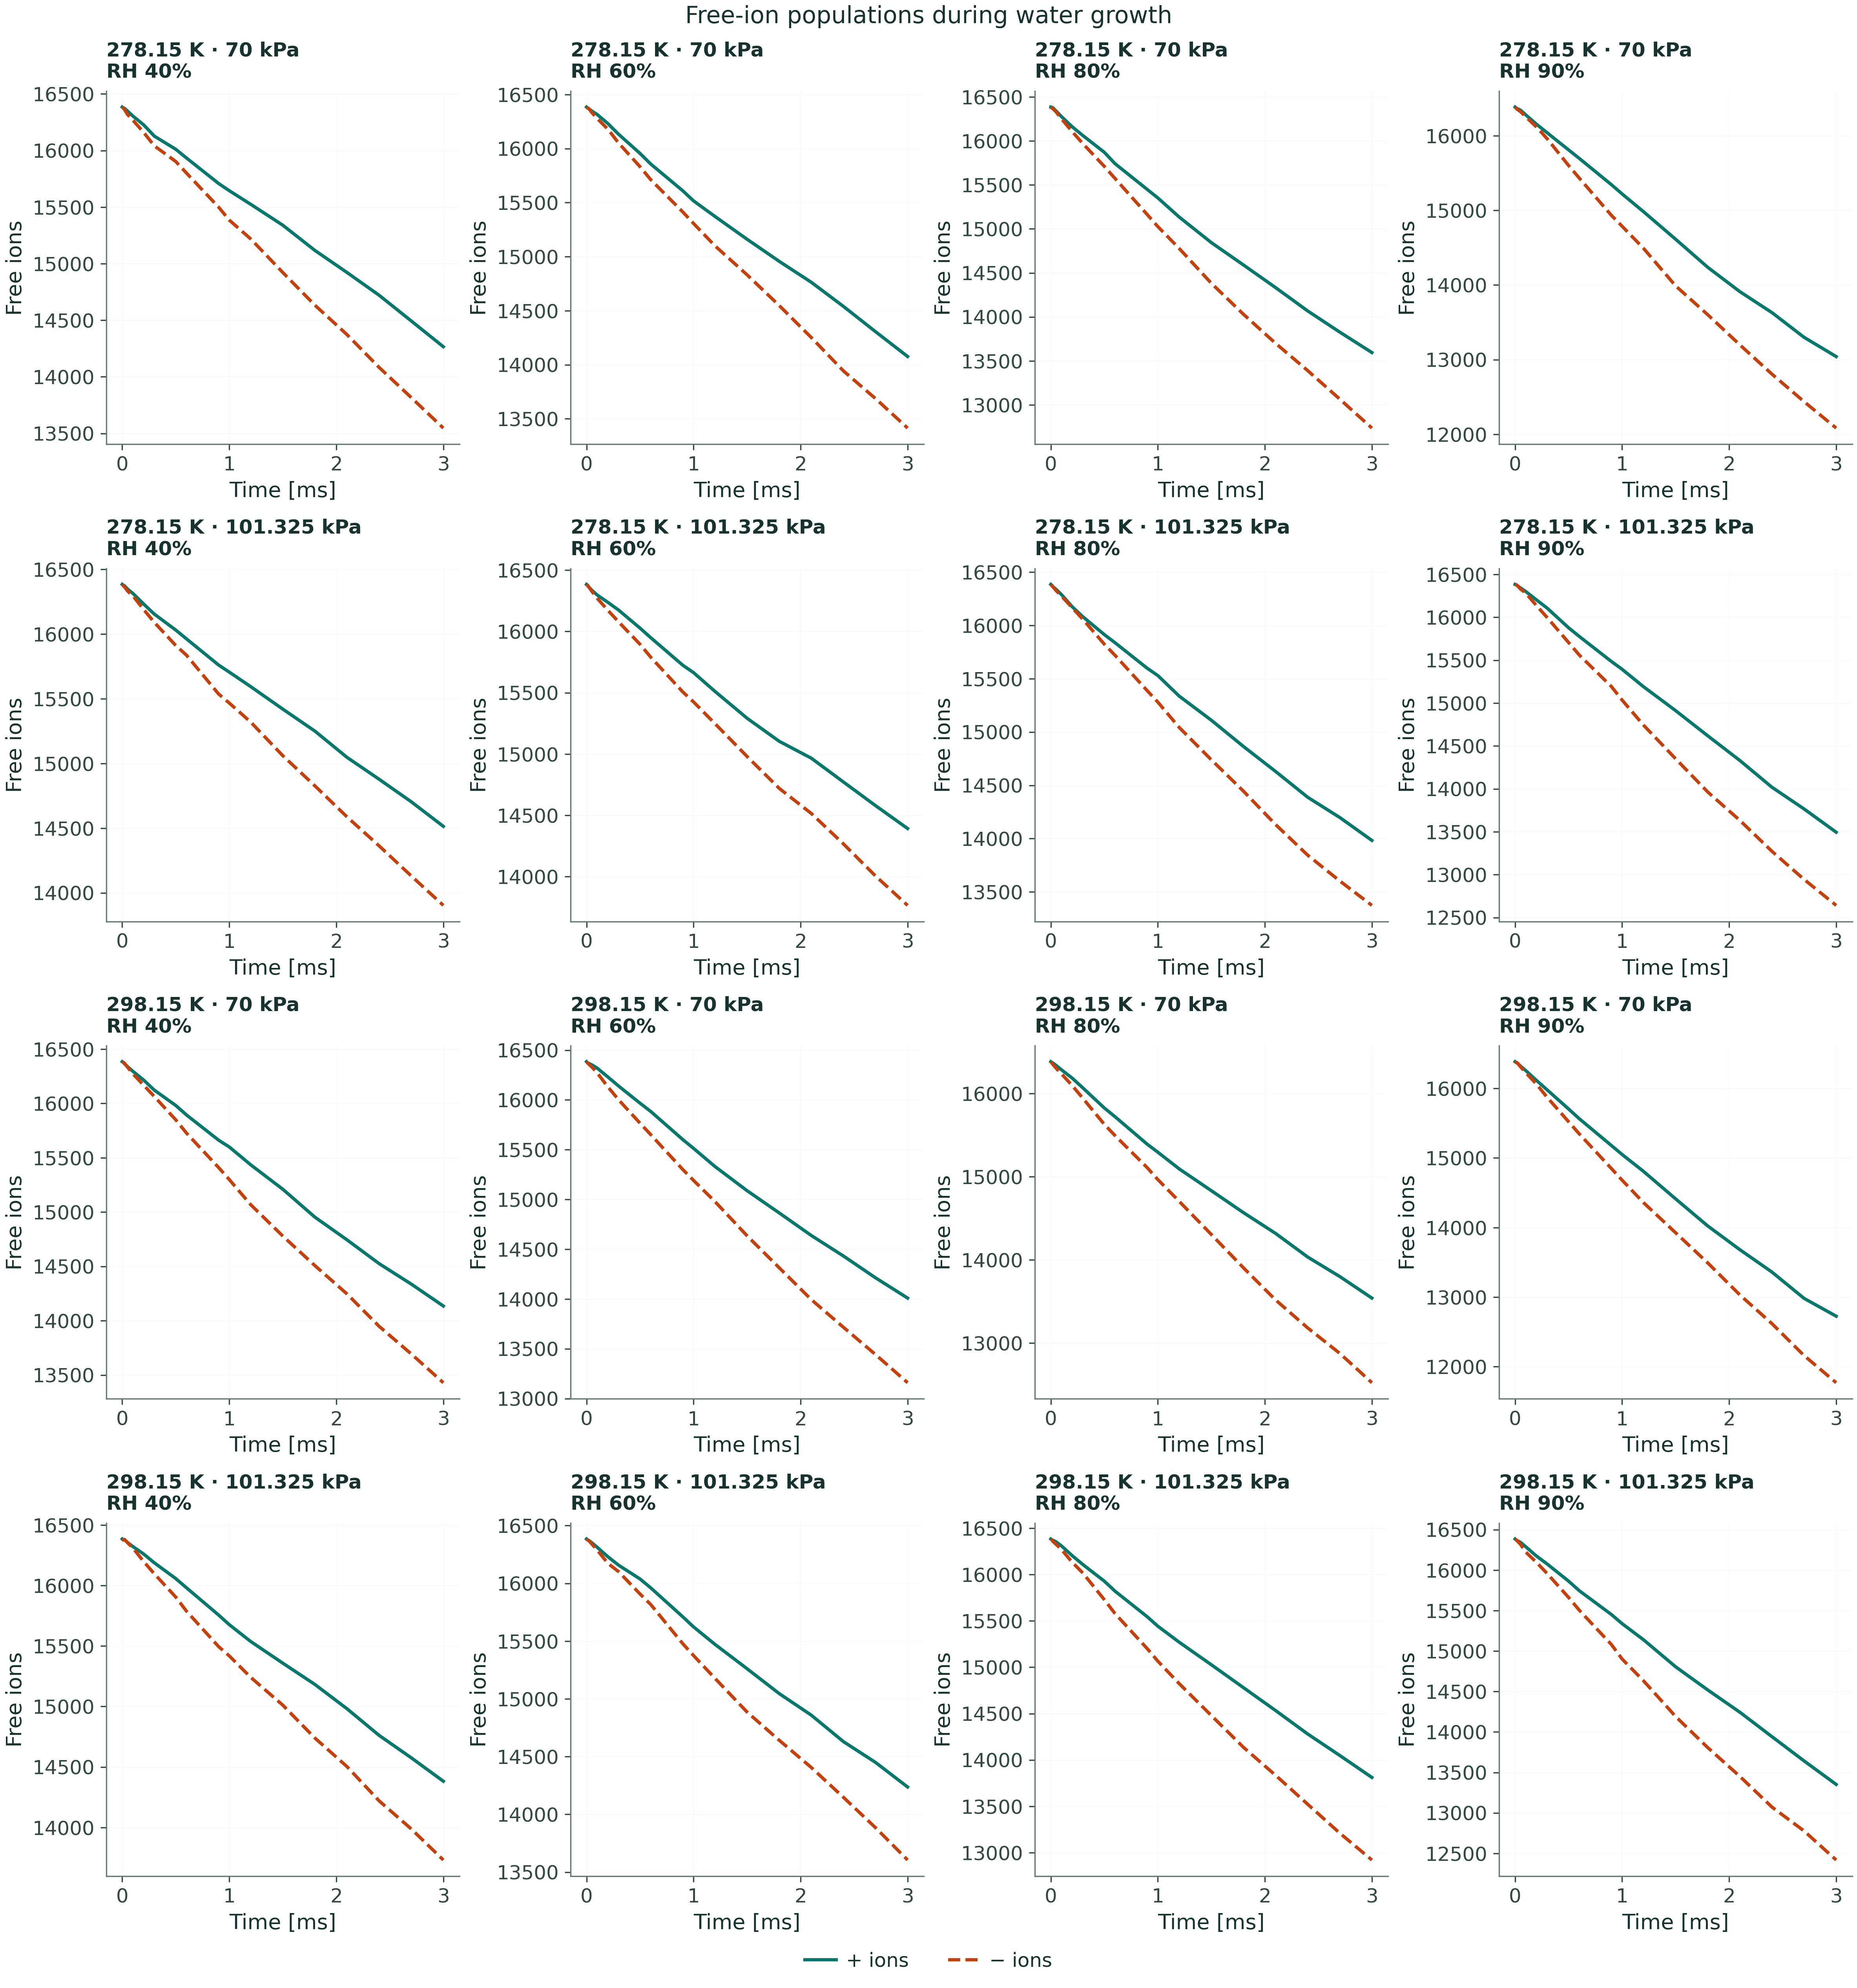 Free-ion populations during water growth
278.15 K · 70 kPa
RH 40%
278.15 K · 70 kPa
RH 60%
278.15 K · 70 kPa
RH 80%
278.15 K · 70 kPa
RH 90%
Free ions
16500
16000
15500
15000
14500
14000
13500
0 1 2 3
Time [ms]
Free ions
16500
16000
15500
15000
14500
14000
13500
0 1 2 3
Time [ms]
Free ions
16500
16000
15500
15000
14500
14000
13500
13000
0 1 2 3
Time [ms]
Free ions
16000
15000
14000
13000
12000
0 1 2 3
Time [ms]
278.15 K · 101.325 kPa
RH 40%
278.15 K · 101.325 kPa
RH 60%
278.15 K · 101.325 kPa
RH 80%
278.15 K · 101.325 kPa
RH 90%
Free ions
16500
16000
15500
15000
14500
14000
0 1 2 3
Time [ms]
Free ions
16500
16000
15500
15000
14500
14000
0 1 2 3
Time [ms]
Free ions
16500
16000
15500
15000
14500
14000
13500
0 1 2 3
Time [ms]
Free ions
16500
16000
15500
15000
14500
14000
13500
13000
12500
0 1 2 3
Time [ms]
298.15 K · 70 kPa
RH 40%
298.15 K · 70 kPa
RH 60%
298.15 K · 70 kPa
RH 80%
298.15 K · 70 kPa
RH 90%
Free ions
16500
16000
15500
15000
14500
14000
13500
0 1 2 3
Time [ms]
Free ions
16500
16000
15500
15000
14500
14000
13500
13000
0 1 2 3
Time [ms]
Free ions
16000
15000
14000
13000
0 1 2 3
Time [ms]
Free ions
16000
15000
14000
13000
12000
0 1 2 3
Time [ms]
298.15 K · 101.325 kPa
RH 40%
298.15 K · 101.325 kPa
RH 60%
298.15 K · 101.325 kPa
RH 80%
298.15 K · 101.325 kPa
RH 90%
Free ions
16500
16000
15500
15000
14500
14000
0 1 2 3
Time [ms]
Free ions
16500
16000
15500
15000
14500
14000
13500
0 1 2 3
Time [ms]
Free ions
16500
16000
15500
15000
14500
14000
13500
13000
0 1 2 3
Time [ms]
Free ions
16500
16000
15500
15000
14500
14000
13500
13000
12500
0 1 2 3
Time [ms]
+ ions
− ions